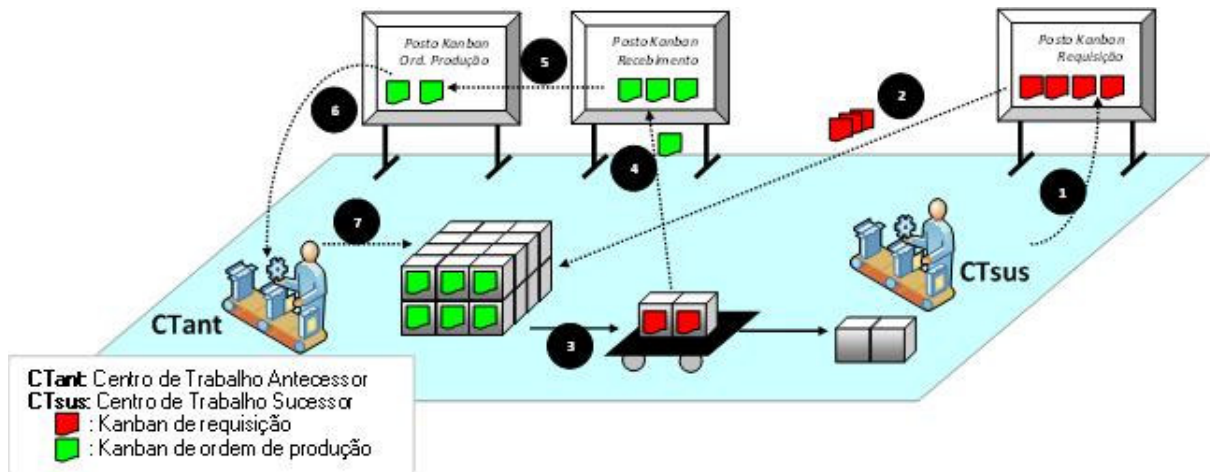 Posto Kanban
Ord. Produção
Posto Kanban
Recebimento
Posto Kanban
Requisição
5
2
6
4
1
7
CTsus
CTant
3
CTant: Centro de Trabalho Antecessor
CTsus: Centro de Trabalho Sucessor
: Kanban de requisição
: Kanban de ordem de produção